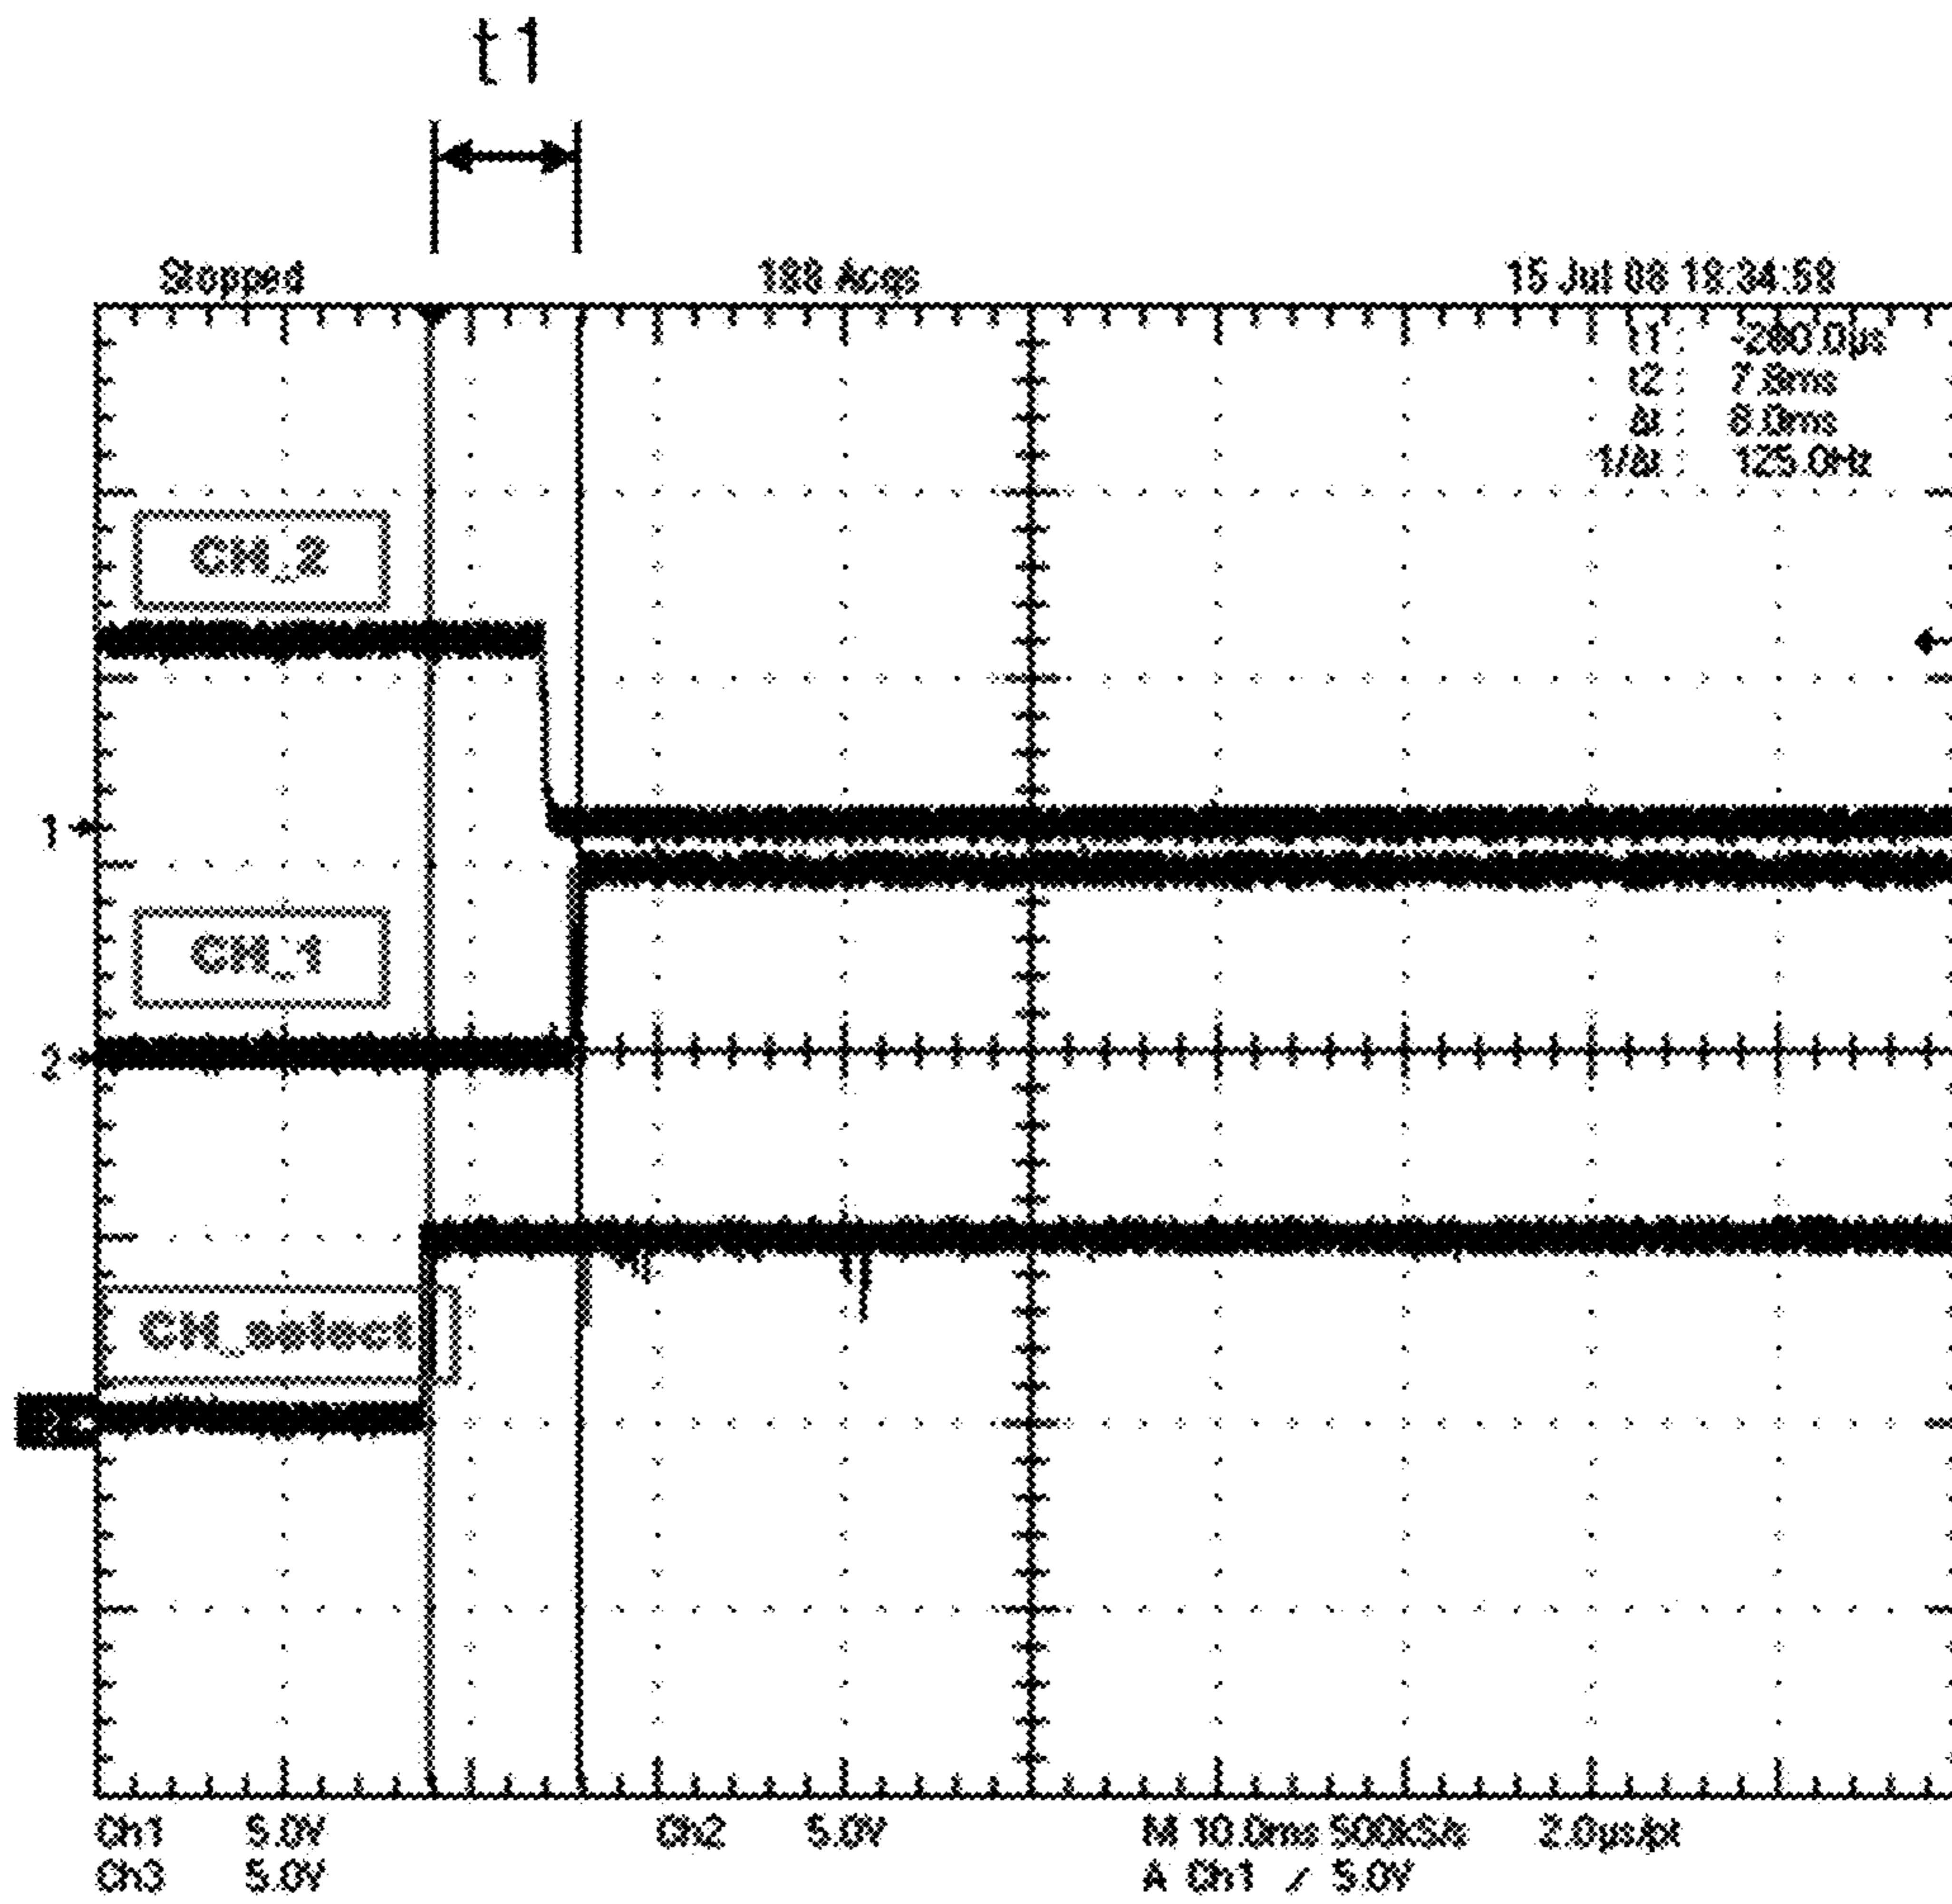 t1
Stopped
188 Acqs
15 Jul 08 18:34:58
t1 :
t2 : 7.8ms
Δt : 8.0ms
1/Δt : 125.0Hz
CH_2
1
CH_1
2
CH_select
Ch1 5.0V Ch2 5.0V M 10.0ms 500kS/s 2.0µs/pt
Ch3 5.0V A Ch1 / 5.0V